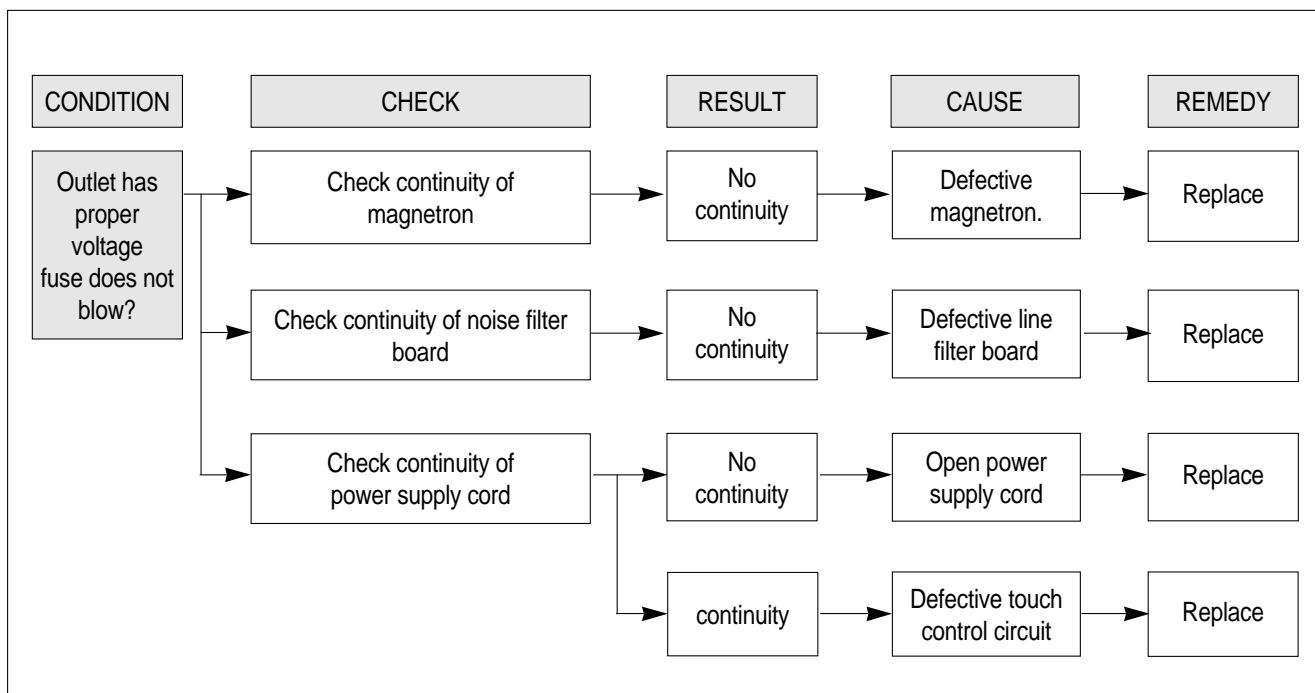 CONDITION
CHECK
RESULT
CAUSE
REMEDY
Outlet has
proper
voltage
fuse does not
blow?
Check continuity of
magnetron
No
continuity
Defective
magnetron.
Replace
Check continuity of noise filter
board
No
continuity
Defective line
filter board
Replace
Check continuity of
power supply cord
No
continuity
Open power
supply cord
Replace
continuity
Defective touch
control circuit
Replace